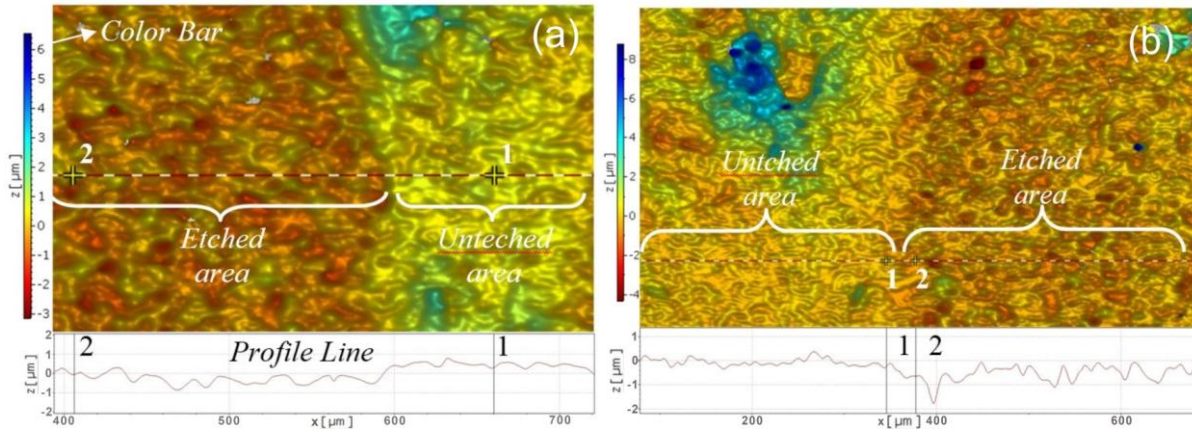 Color Bar
(a)
6
5
4
3
2
1
0
-1
-2
-3
z [ µm ]
2
1
Etched
area
Unteched
area
2
1
0
-1
-2
z [ µm ]
2
Profile Line
1
400
500
600
700
x [ µm ]
(b)
8
6
4
2
0
-2
-4
z [ µm ]
Untched
area
Etched
area
1
2
1
0
-1
-2
z [ µm ]
1
2
200
400
600
x [ µm ]